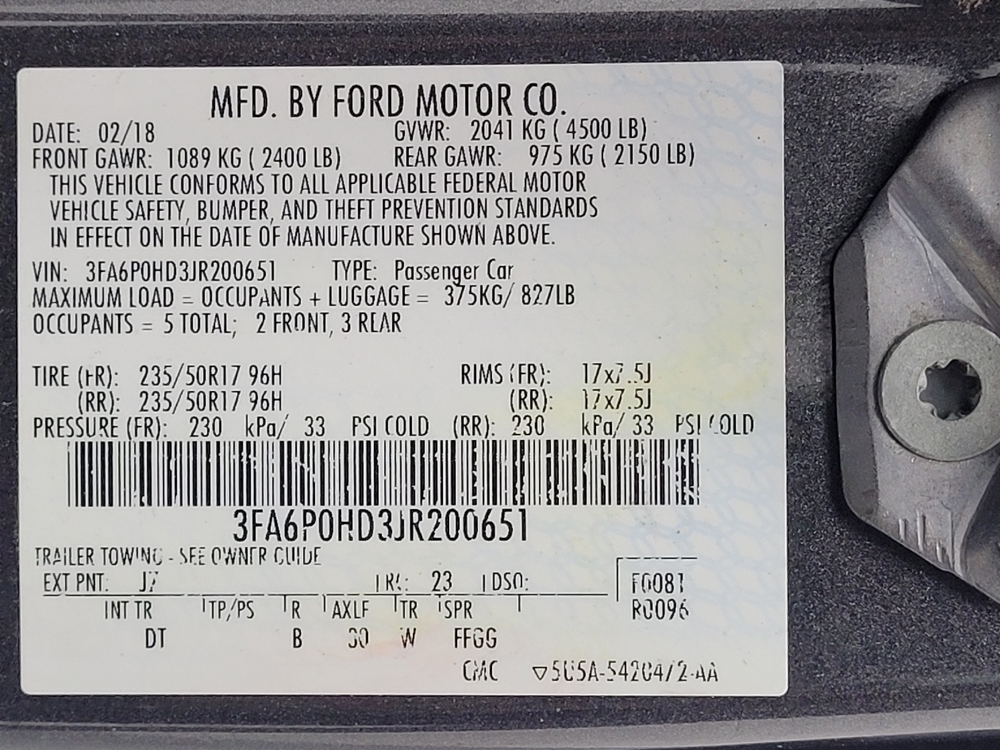 MFD. BY FORD MOTOR CO.
DATE: 02/18 GVWR: 2041 KG ( 4500 LB)
FRONT GAWR: 1089 KG ( 2400 LB) REAR GAWR: 975 KG ( 2150 LB)
THIS VEHICLE CONFORMS TO ALL APPLICABLE FEDERAL MOTOR
VEHICLE SAFETY, BUMPER, AND THEFT PREVENTION STANDARDS
IN EFFECT ON THE DATE OF MANUFACTURE SHOWN ABOVE.
VIN: 3FA6P0HD3JR200651 TYPE: Passenger Car
MAXIMUM LOAD = OCCUPANTS + LUGGAGE = 375KG/ 827LB
OCCUPANTS = 5 TOTAL; 2 FRONT, 3 REAR
TIRE (FR): 235/50R17 96H RIMS (FR): 17x7.5J
(RR): 235/50R17 96H (RR): 17x7.5J
PRESSURE (FR): 230 kPa/ 33 PSI COLD (RR): 230 kPa/ 33 PSI COLD
3FA6P0HD3JR200651
TRAILER TOWING - SEE OWNER GUIDE
EXT PNT: J7 RC: 23 DSO: F0081
INT TR TP/PS R AXLE TR SPR R0096
DT B W FFGG
CMC